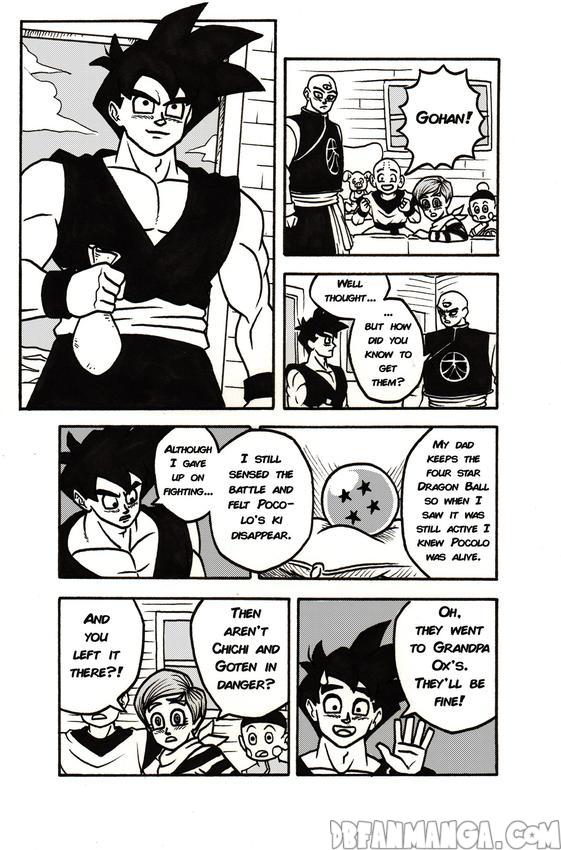 Gohan!
Well
thought...
...
but how
did you
know to
get
them?
Although
I gave
up on
fighting...
I still
sensed the
battle and
felt Poco-
lo's ki
disappear.
My dad
keeps the
four star
Dragon Ball
so when I
saw it was
still active I
knew Pocolo
was alive.
And
you
left it
there?!
Then
aren't
Chichi and
Goten in
danger?
Oh,
they went
to Grandpa
Ox's.
They'll be
fine!
DBFANMANGA.COM